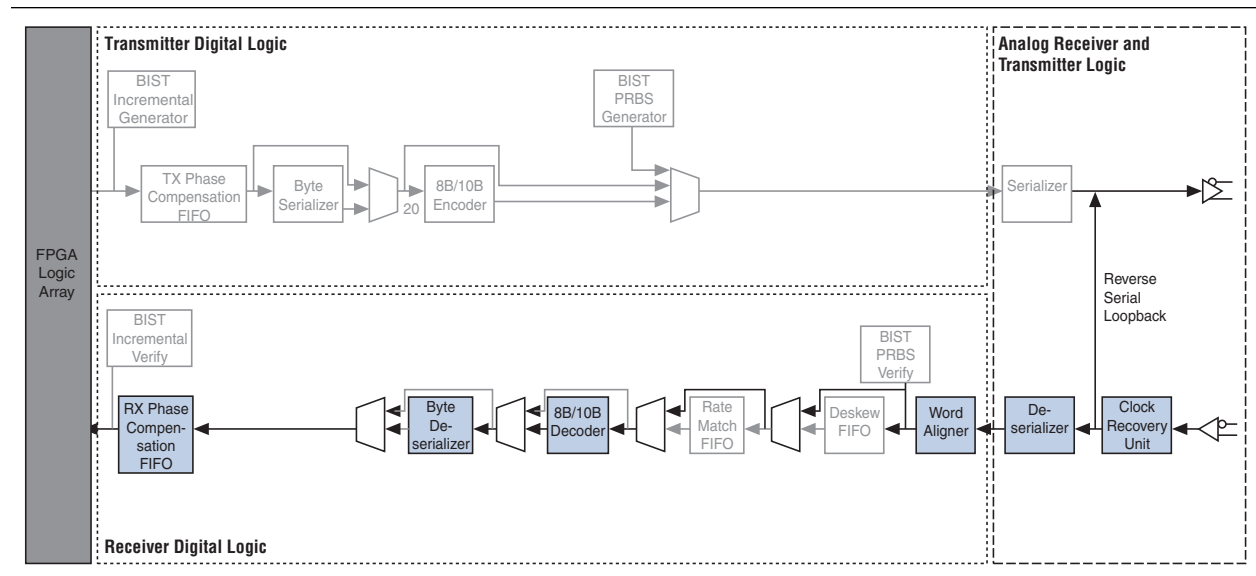 Transmitter Digital Logic
Analog Receiver and
Transmitter Logic
BIST
Incremental
Generator
BIST
PRBS
Generator
TX Phase
Compensation
FIFO
Byte
Serializer
20
8B/10B
Encoder
Serializer
FPGA
Logic
Array
Reverse
Serial
Loopback
BIST
Incremental
Verify
BIST
PRBS
Verify
RX Phase
Compen-
sation
FIFO
Byte
De-
serializer
8B/10B
Decoder
Rate
Match
FIFO
Deskew
FIFO
Word
Aligner
De-
serializer
Clock
Recovery
Unit
Receiver Digital Logic